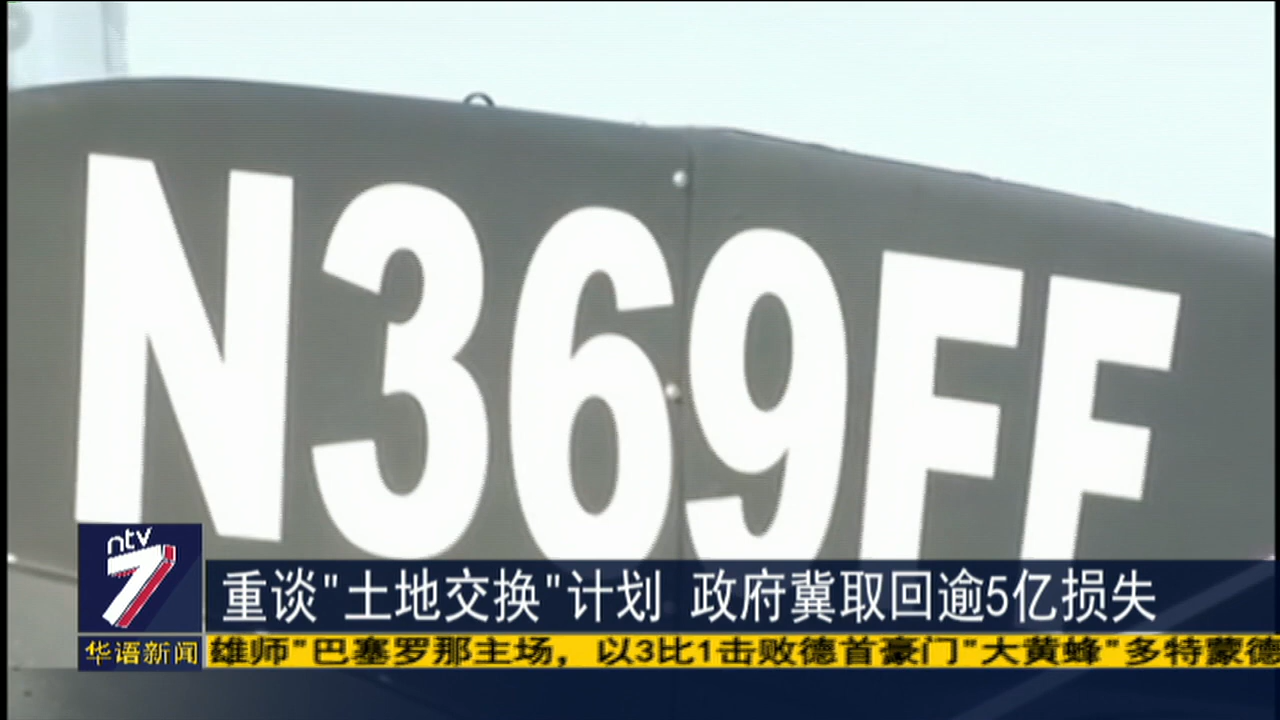 N369FF
ntv
7
重谈"土地交换"计划 政府冀取回逾5亿损失
华语新闻
雄师"巴塞罗那主场，以3比1击败德首豪门"大黄蜂"多特蒙德